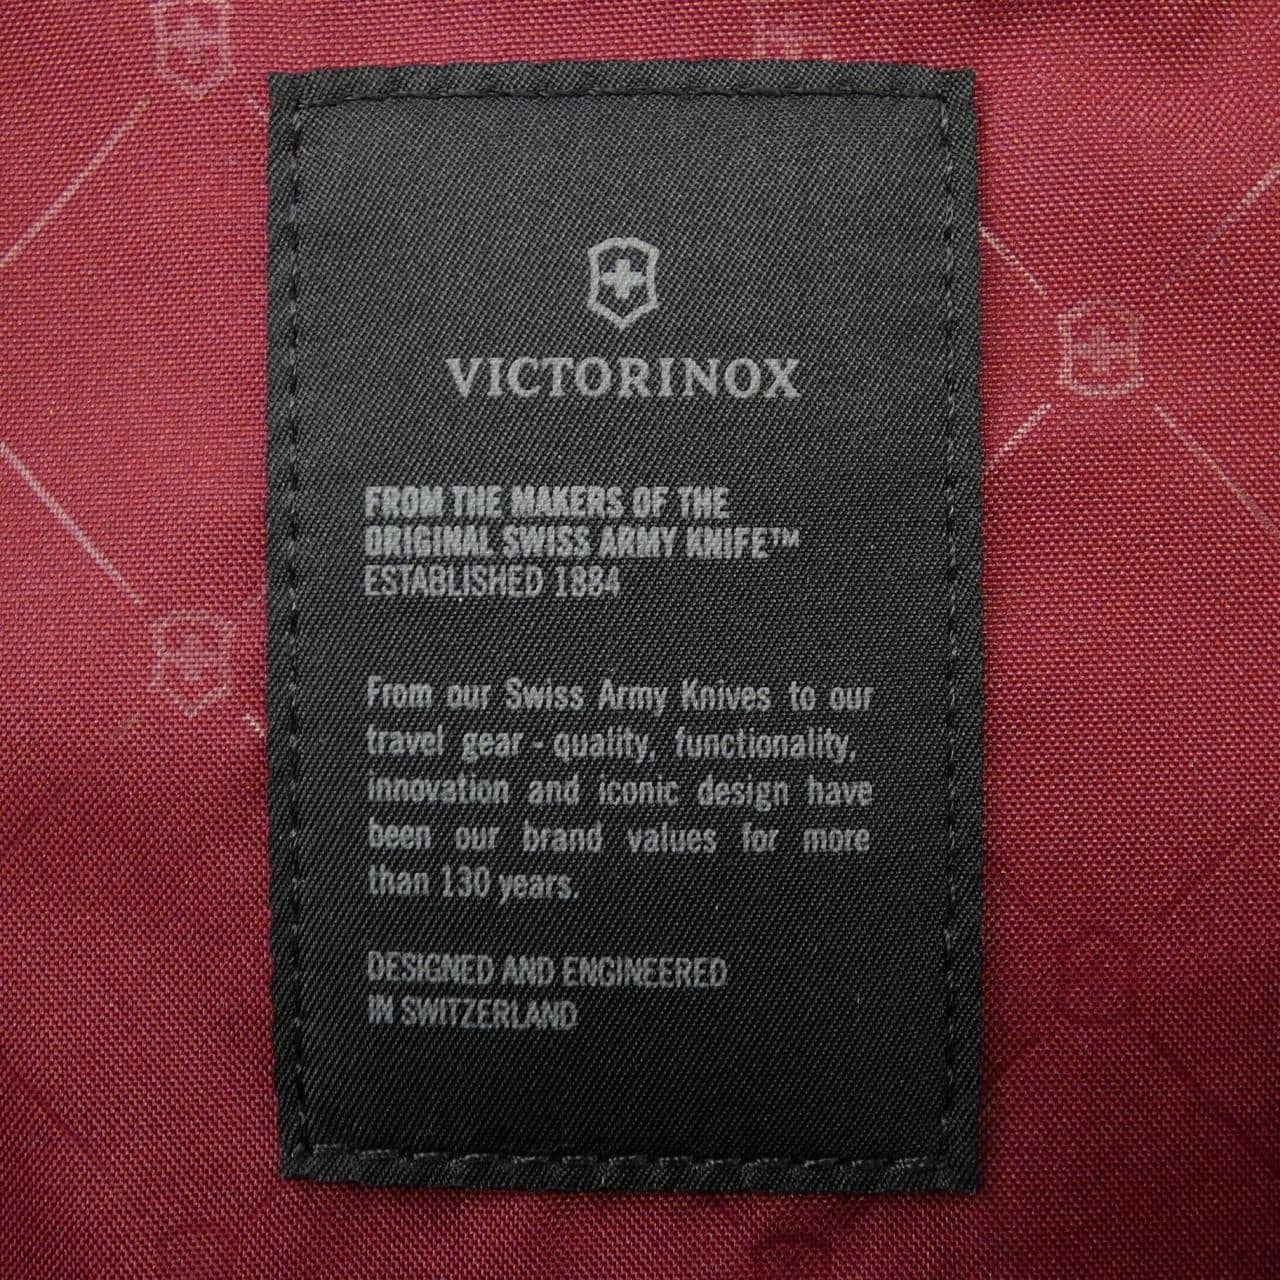 VICTORINOX
FROM THE MAKERS OF THE
ORIGINAL SWISS ARMY KNIFE™
ESTABLISHED 1884
From our Swiss Army Knives to our
travel gear - quality, functionality,
innovation and iconic design have
been our brand values for more
than 130 years.
DESIGNED AND ENGINEERED
IN SWITZERLAND